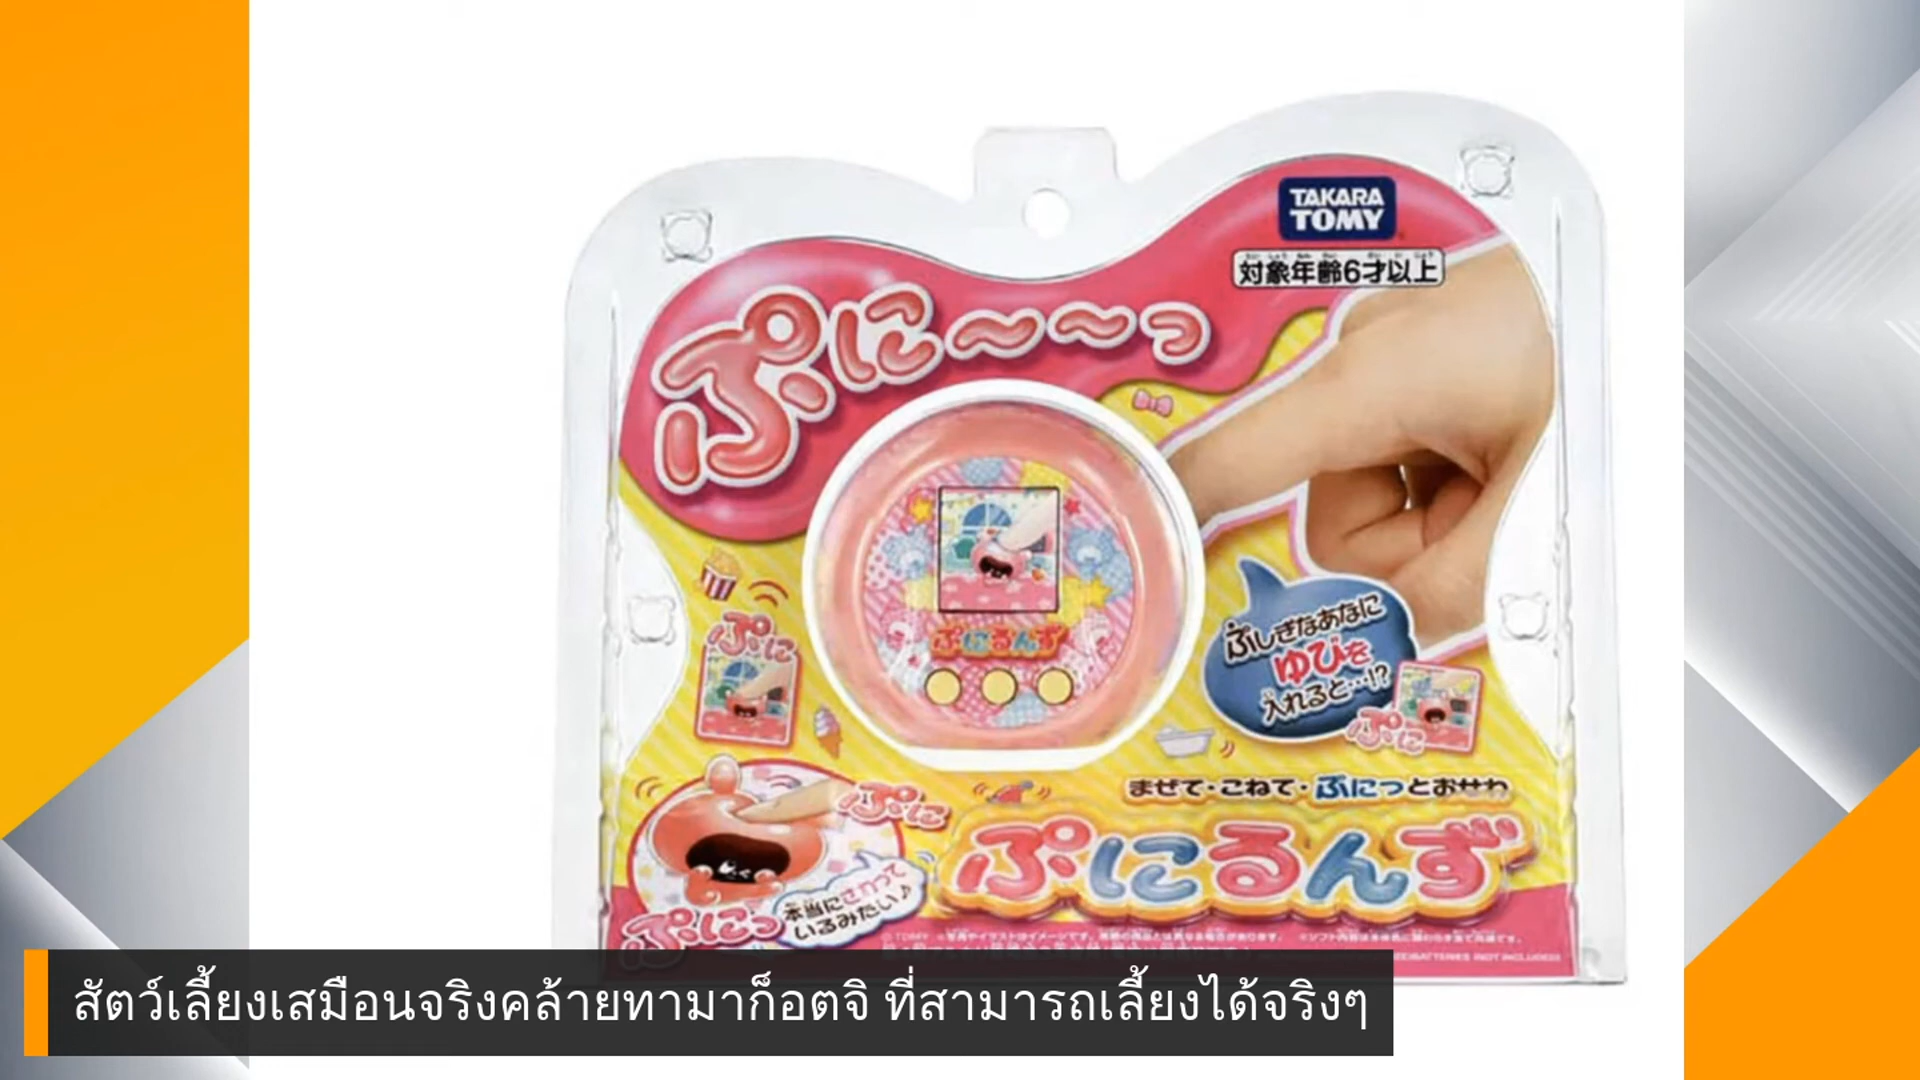 TAKARA
TOMY
対象年齢6才以上
ぷに〜〜っ
ぷにるんず
ぷに
ふしぎなあなに
ゆびを
入れると…!?
ぷに
まぜて・こねて・ぷにっとおせわ
ぷに
ぷにるんず
本当にさわって
いるみたい♪
ぷにっ
สัตว์เลี้ยงเสมือนจริงคล้ายทามาก็อตจิ ที่สามารถเลี้ยงได้จริงๆ